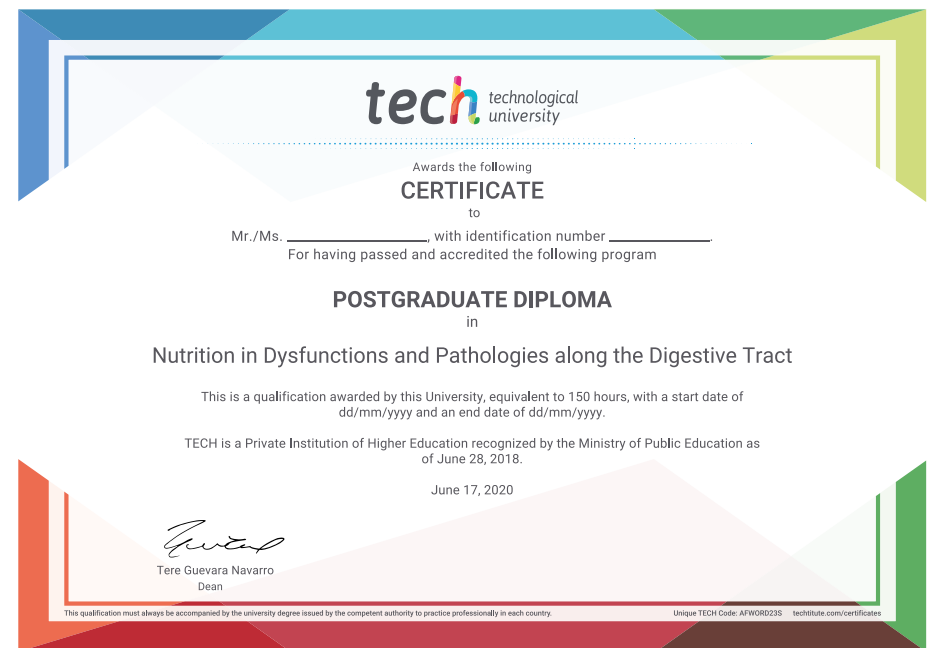 tech technological
university
Awards the following
CERTIFICATE
to
Mr./Ms. ____________________, with identification number ______________.
For having passed and accredited the following program
POSTGRADUATE DIPLOMA
in
Nutrition in Dysfunctions and Pathologies along the Digestive Tract
This is a qualification awarded by this University, equivalent to 150 hours, with a start date of
dd/mm/yyyy and an end date of dd/mm/yyyy.
TECH is a Private Institution of Higher Education recognized by the Ministry of Public Education as
of June 28, 2018.
June 17, 2020
Tere Guevara Navarro
Dean
This qualification must always be accompanied by the university degree issued by the competent authority to practice professionally in each country.
Unique TECH Code: AFWORD23S techtitute.com/certificates